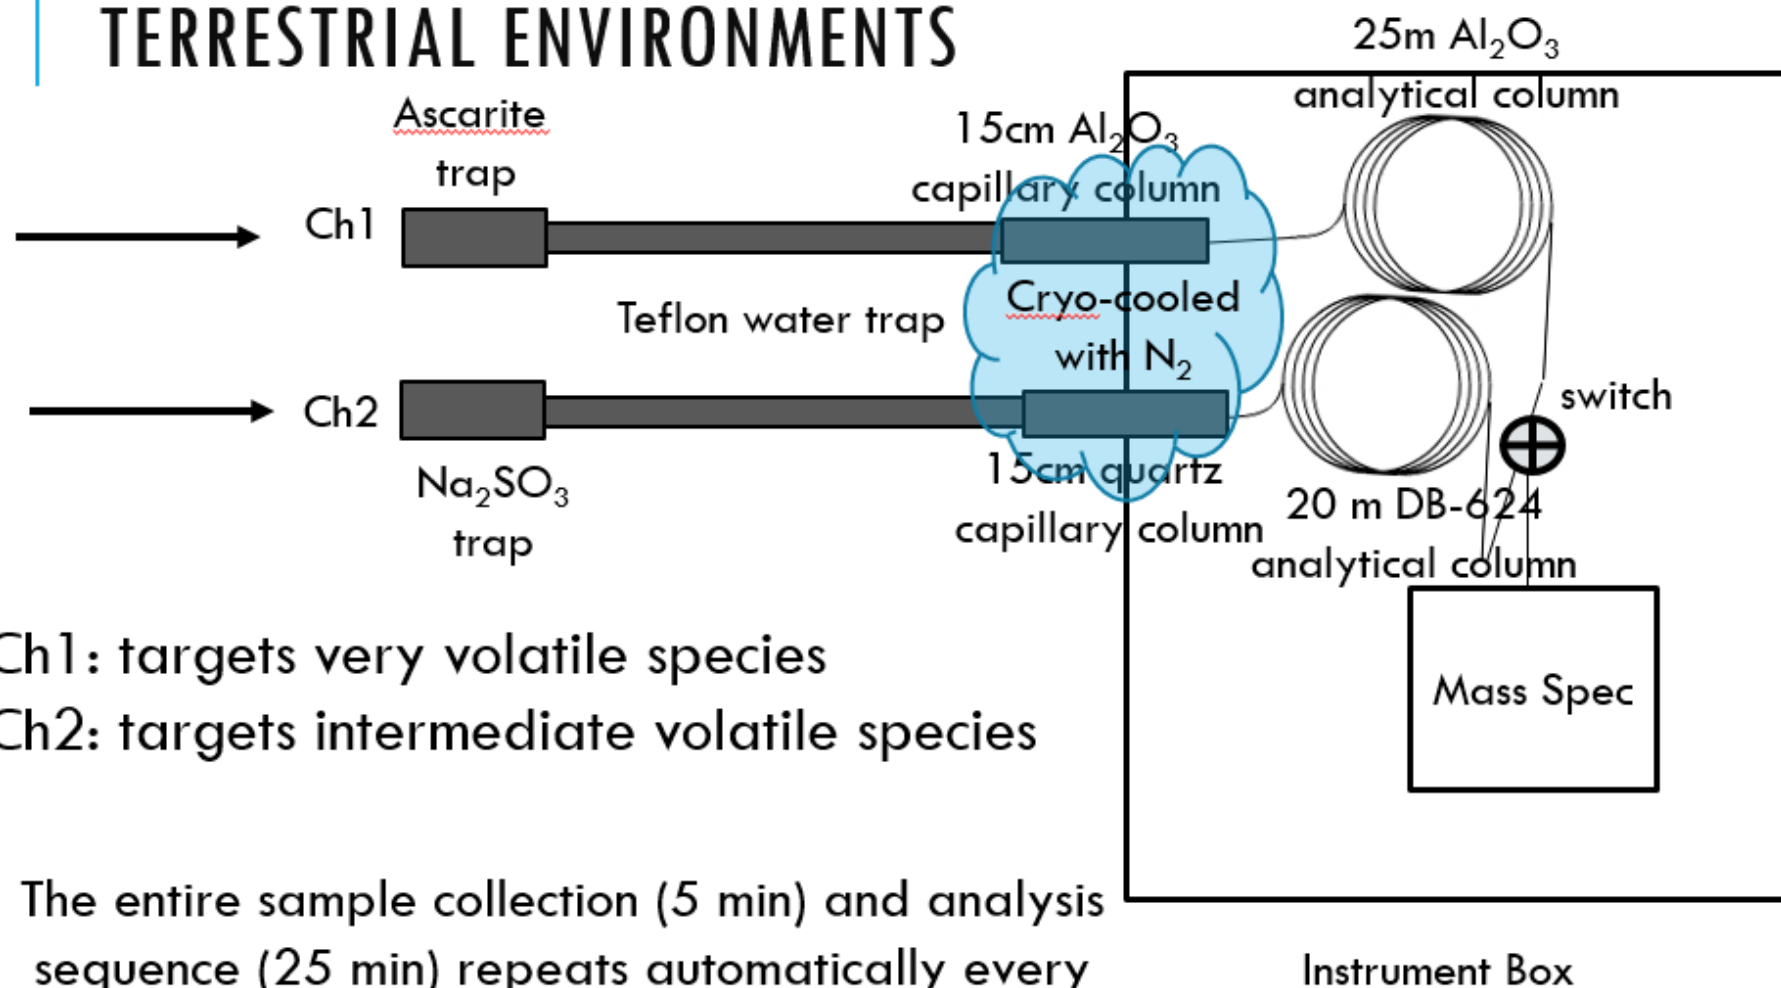 TERRESTRIAL ENVIRONMENTS
25m Al₂O₃
analytical column
Ascarite
trap
15cm Al₂O₃
capillary column
Ch1
Cryo-cooled
with N₂
Teflon water trap
Ch2
switch
Na₂SO₃
trap
15cm quartz
capillary column
20 m DB-624
analytical column
Mass Spec
Ch1: targets very volatile species
Ch2: targets intermediate volatile species
The entire sample collection (5 min) and analysis
sequence (25 min) repeats automatically every
Instrument Box